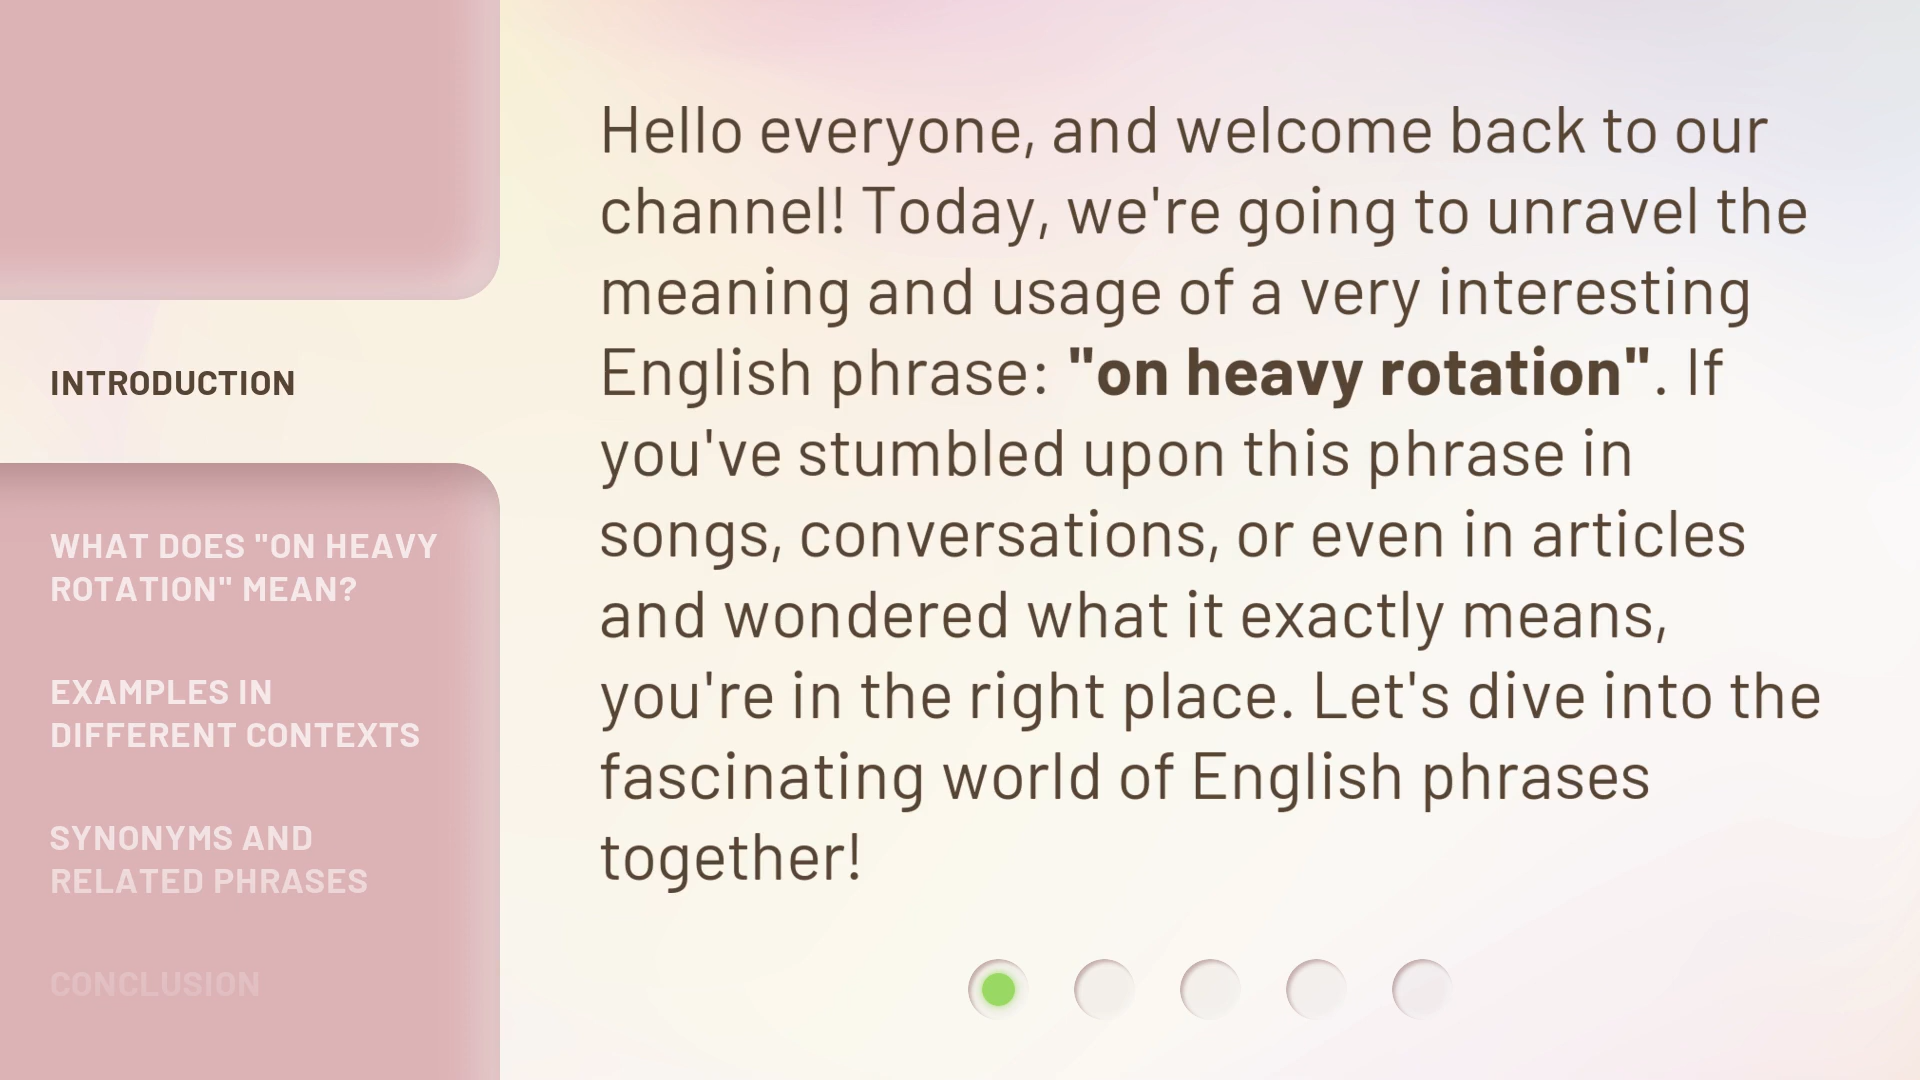 INTRODUCTION
WHAT DOES "ON HEAVY
ROTATION" MEAN?
EXAMPLES IN
DIFFERENT CONTEXTS
SYNONYMS AND
RELATED PHRASES
CONCLUSION
Hello everyone, and welcome back to our
channel! Today, we're going to unravel the
meaning and usage of a very interesting
English phrase: "on heavy rotation". If
you've stumbled upon this phrase in
songs, conversations, or even in articles
and wondered what it exactly means,
you're in the right place. Let's dive into the
fascinating world of English phrases
together!